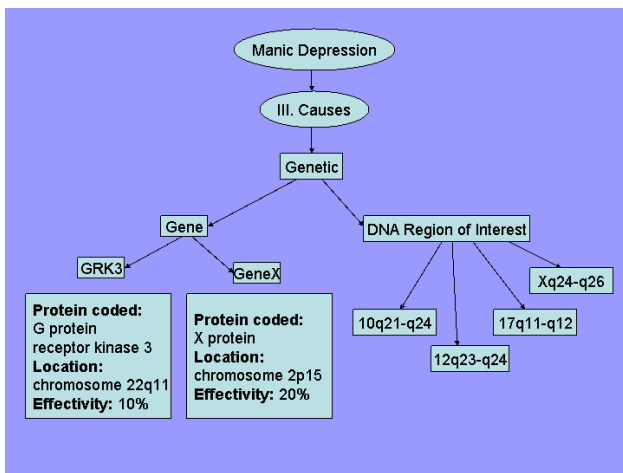 Manic Depression
III. Causes
Genetic
Gene
DNA Region of Interest
GRK3
GeneX
Xq24-q26
10q21-q24
17q11-q12
12q23-q24
Protein coded:
G protein
receptor kinase 3
Location:
chromosome 22q11
Effectivity: 10%
Protein coded:
X protein
Location:
chromosome 2p15
Effectivity: 20%